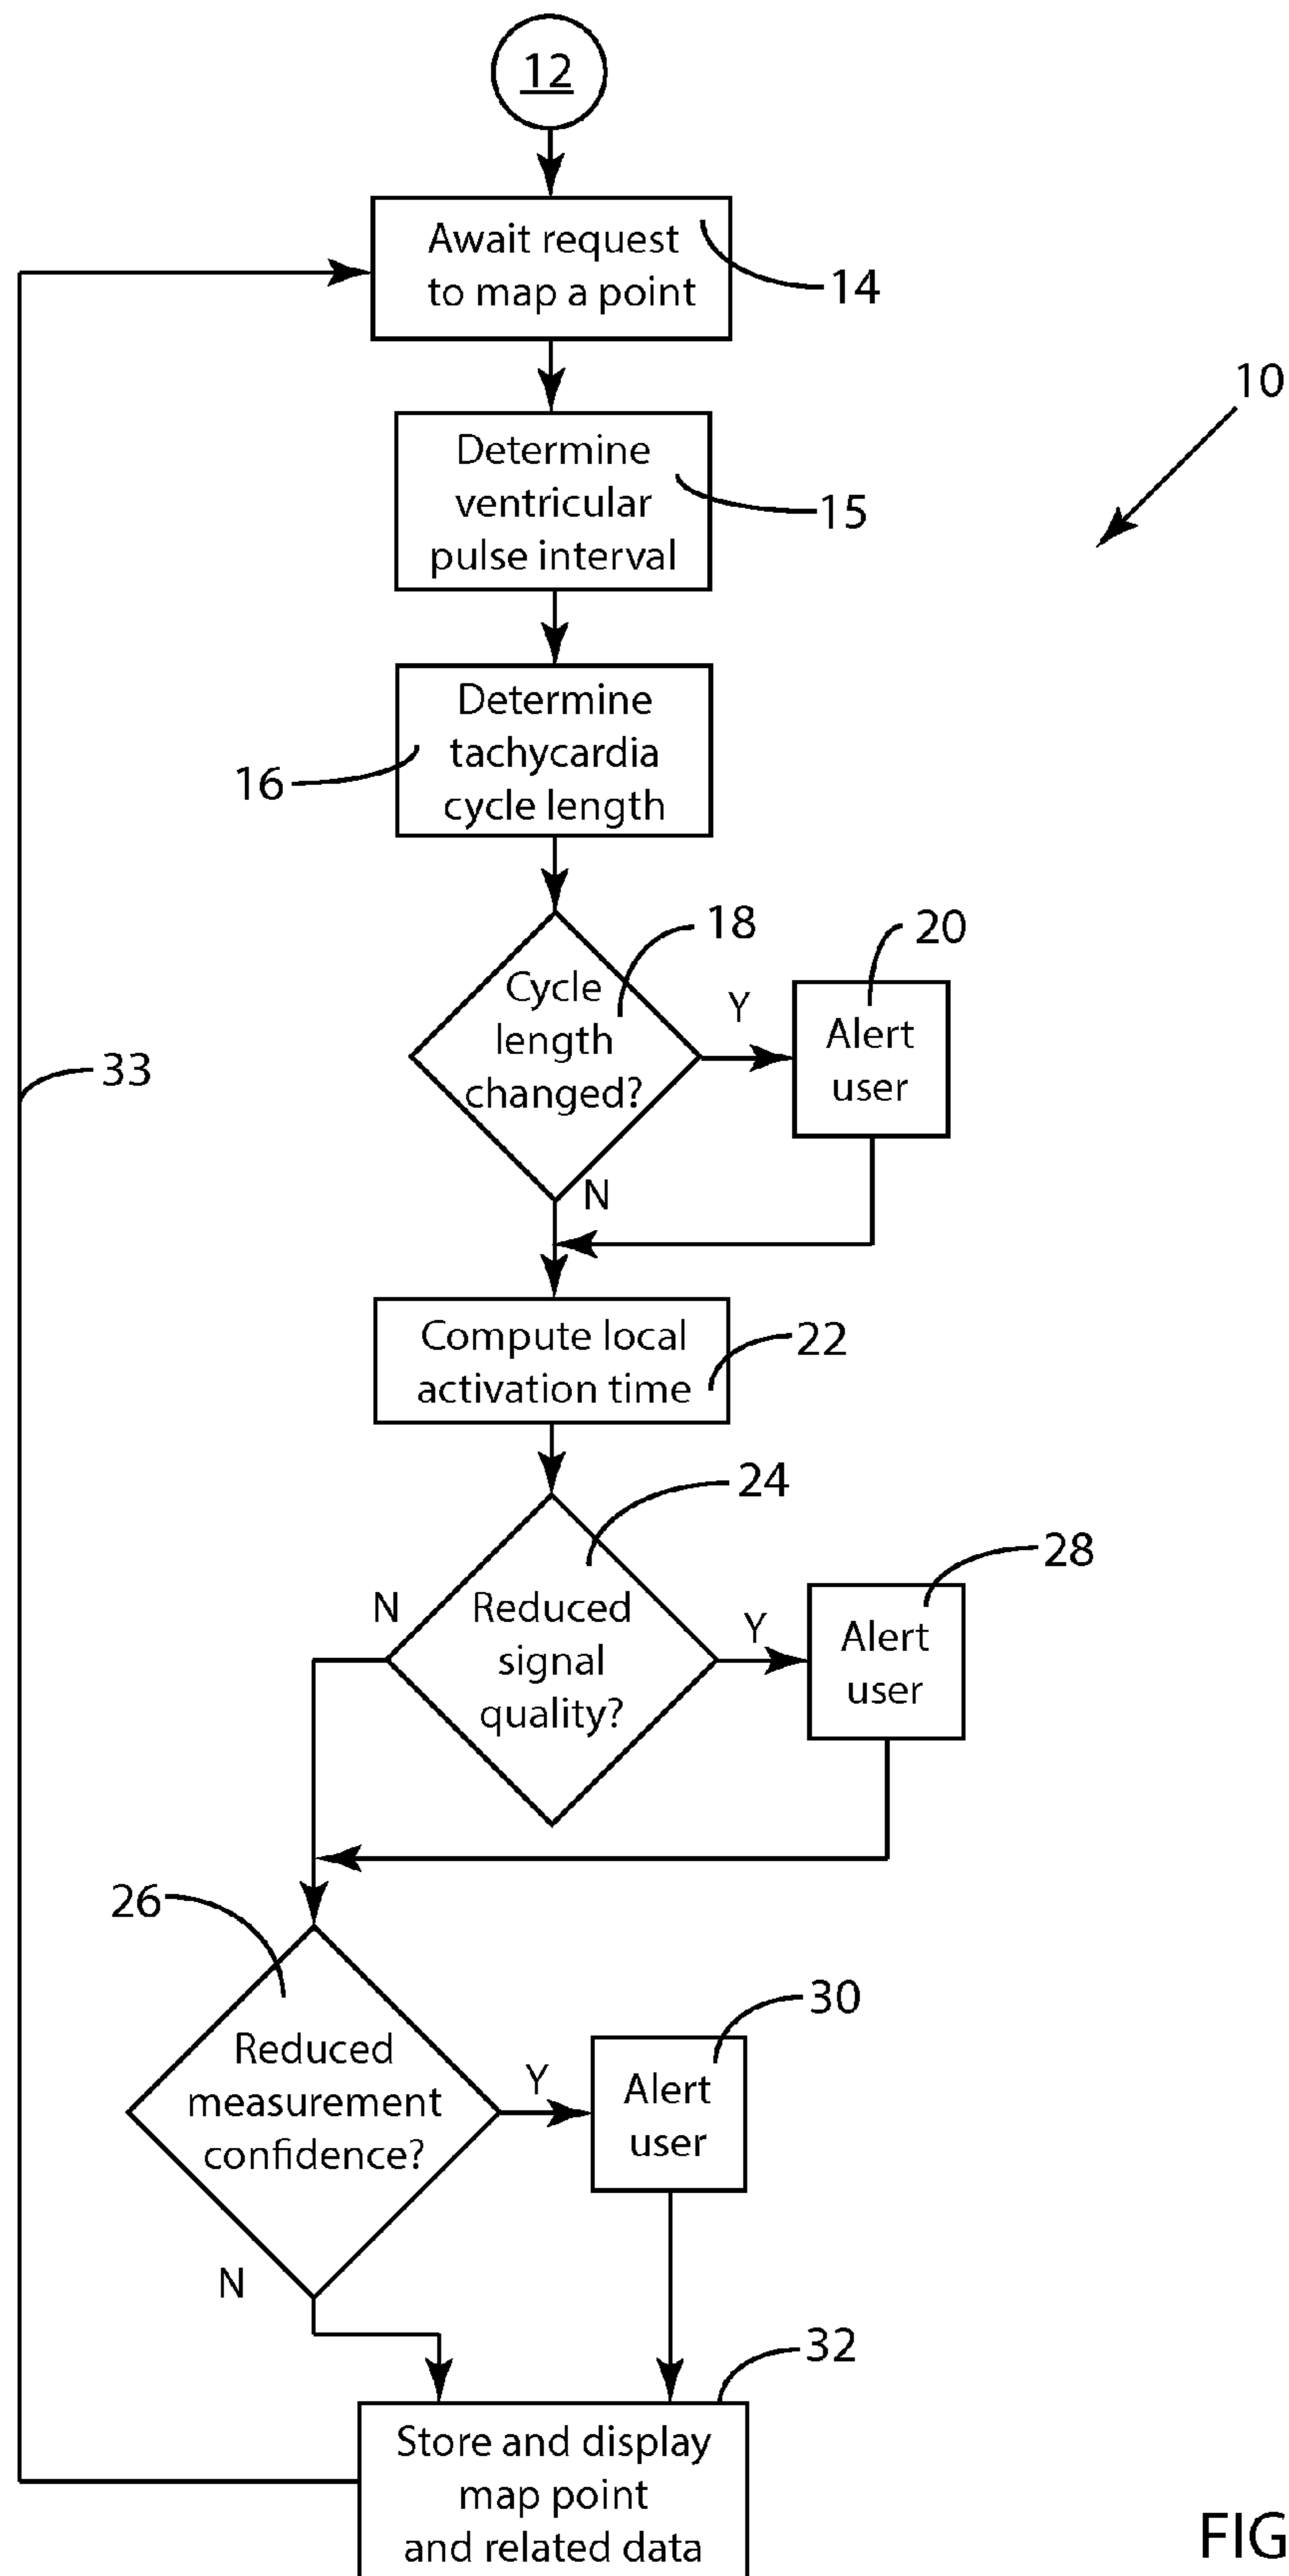 12
Await request
to map a point
14
10
Determine
ventricular
pulse interval
15
Determine
tachycardia
cycle length
16
18
20
Cycle
length
changed?
Y
Alert
user
33
N
Compute local
activation time
22
24
28
N
Reduced
signal
quality?
Y
Alert
user
26
30
Reduced
measurement
confidence?
Y
Alert
user
N
32
Store and display
map point
and related data
FIG